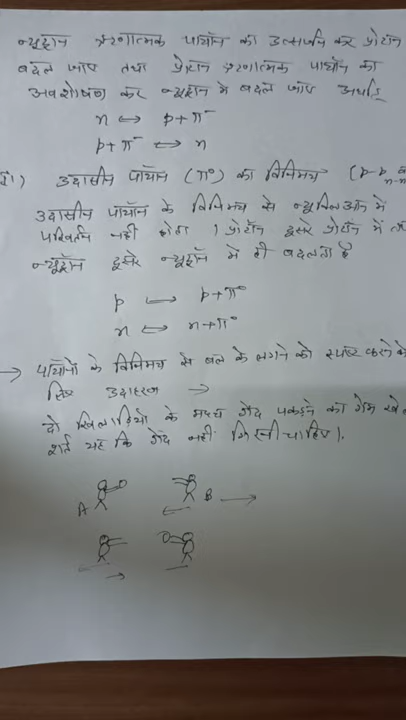 न्यूट्रॉन ऋणात्मक पायॉन का उत्सर्जन कर प्रोटॉन
बदल जाए तथा प्रोटॉन ऋणात्मक पायॉन का
अवशोषण कर न्यूट्रॉन में बदल जाए अर्थात्
n ↔ p + π⁻
p + π⁻ ↔ n
उदासीन पायॉन (π°) का विनिमय (p-p
n-n
उदासीन पायॉन के विनिमय से न्यूक्लिऑन में
परिवर्तन नहीं होता। प्रोटॉन दूसरे प्रोटॉन में
न्यूट्रॉन दूसरे न्यूट्रॉन में ही बदलता है
p ↔ p + π°
n ↔ n + π°
→ पायॉनों के विनिमय से बल के लगने को स्पष्ट करने के
लिए उदाहरण →
दो खिलाड़ियों के मध्य गेंद पकड़ने का गेम
शर्त यह कि गेंद नहीं गिरनी चाहिए।
A B